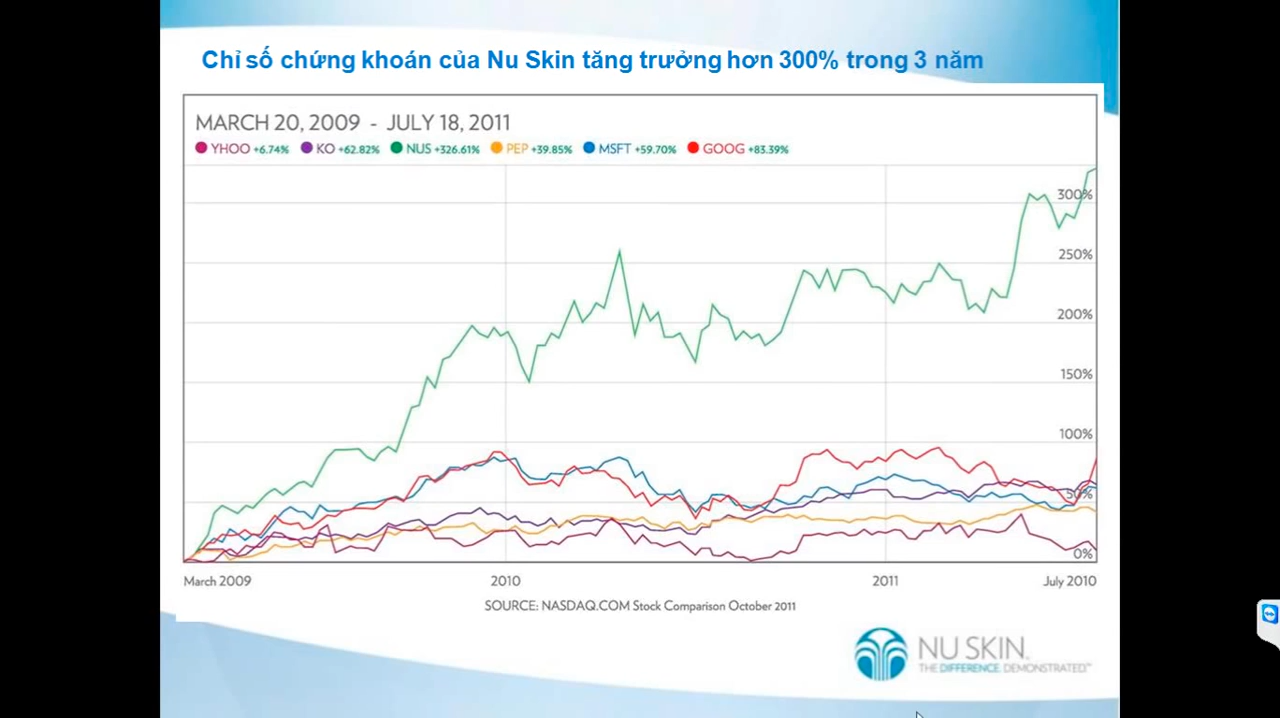 Chỉ số chứng khoán của Nu Skin tăng trưởng hơn 300% trong 3 năm
MARCH 20, 2009 - JULY 18, 2011
YHOO +6.74% KO +62.82% NUS +326.61% PEP +39.85% MSFT +59.70% GOOG +83.39%
300%
250%
200%
150%
100%
50%
0%
March 2009 2010 2011 July 2010
SOURCE: NASDAQ.COM Stock Comparison October 2011
NU SKIN.
THE DIFFERENCE. DEMONSTRATED.™